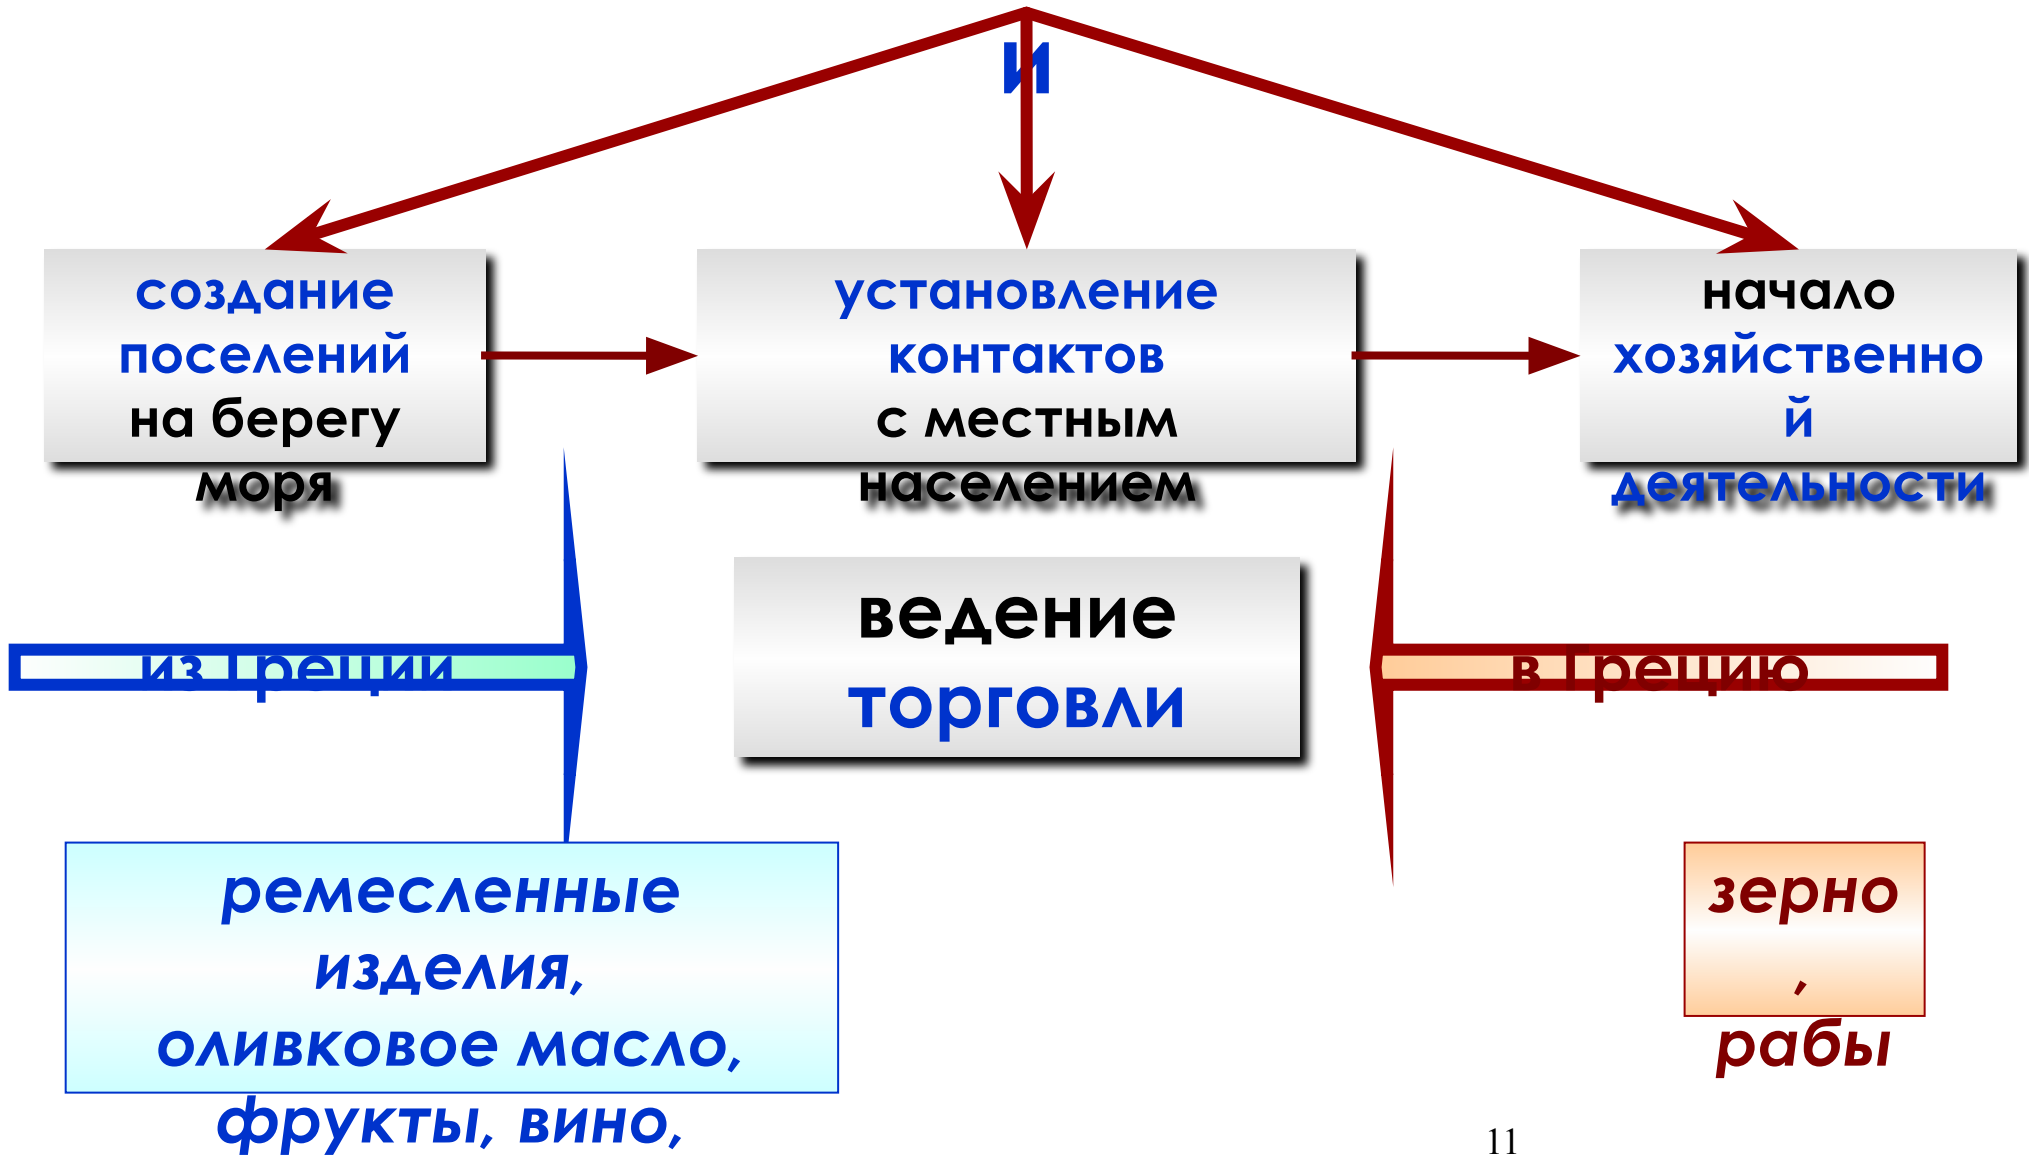 и
создание
поселений
на берегу
моря
установление
контактов
с местным
населением
начало
хозяйственно
й
деятельности
из Греции
ведение
торговли
в Грецию
ремесленные
изделия,
оливковое масло,
фрукты, вино,
зерно
,
рабы
11